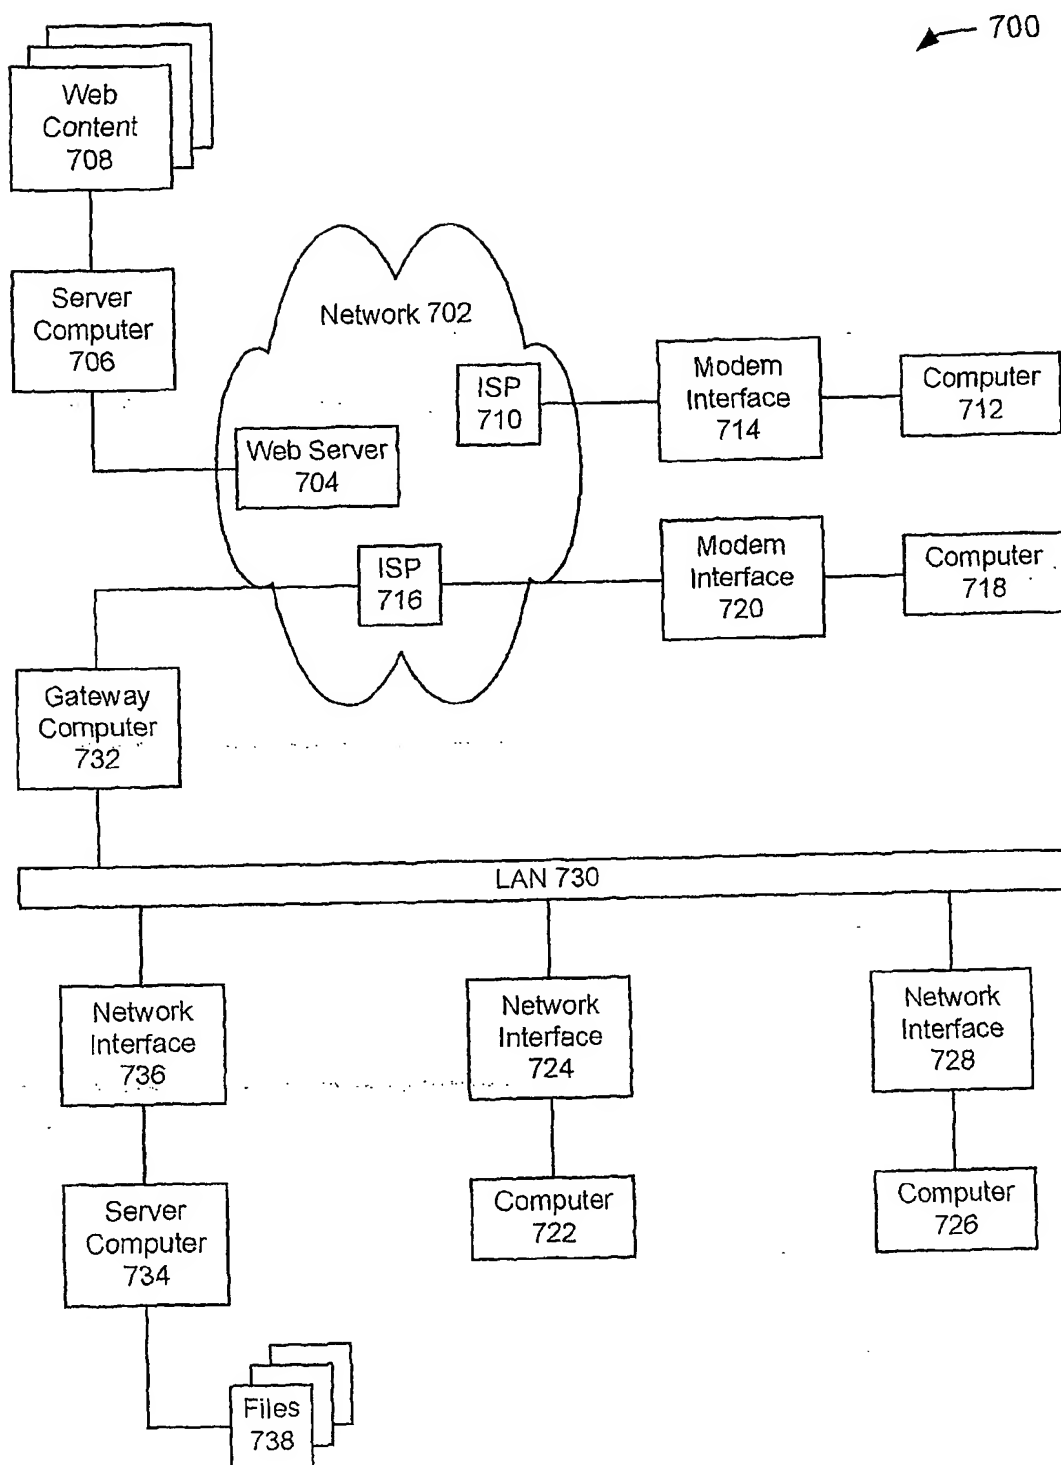 700
Web
Content
708
Server
Computer
706
Network 702
ISP
710
Modem
Interface
714
Computer
712
Web Server
704
ISP
716
Modem
Interface
720
Computer
718
Gateway
Computer
732
LAN 730
Network
Interface
736
Network
Interface
724
Network
Interface
728
Server
Computer
734
Computer
722
Computer
726
Files
738